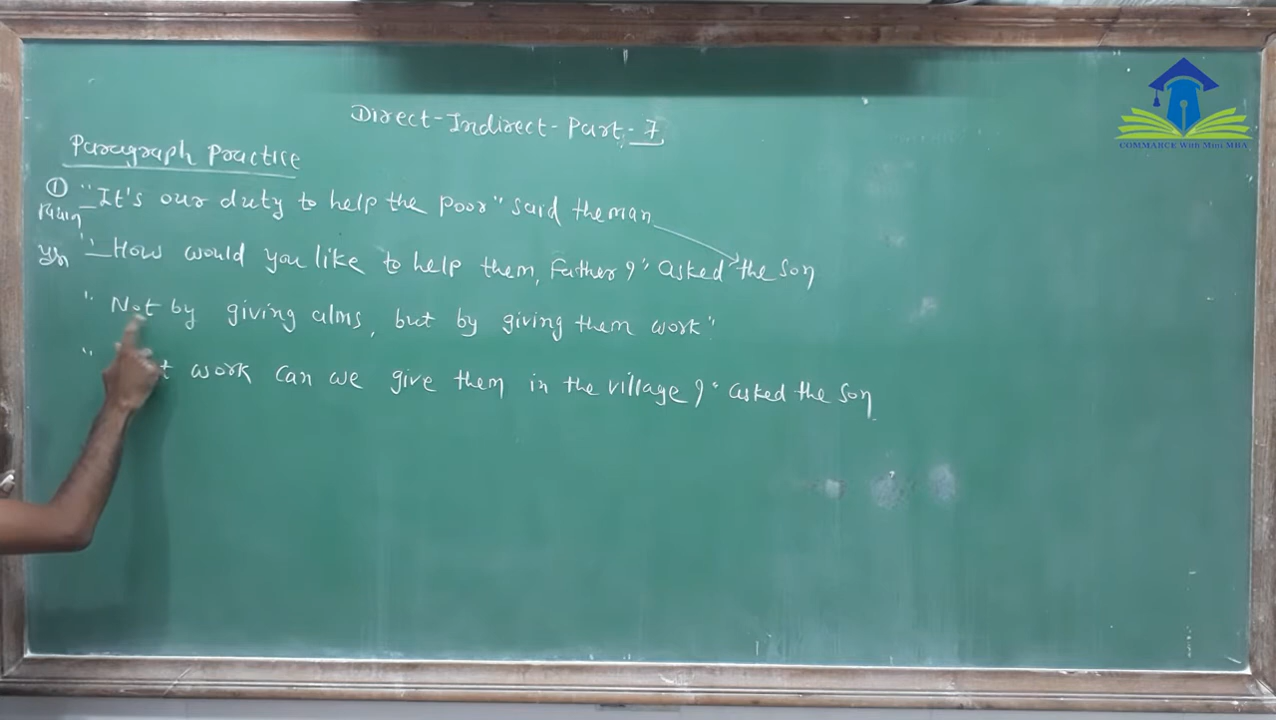 Direct-Indirect-Part-7
Paragraph Practise
① "It's our duty to help the poor" said the man
"How would you like to help them, Father?" asked the son
"Not by giving alms, but by giving them work"
" work can we give them in the village?" asked the son
COMMARCE With Mini MBA